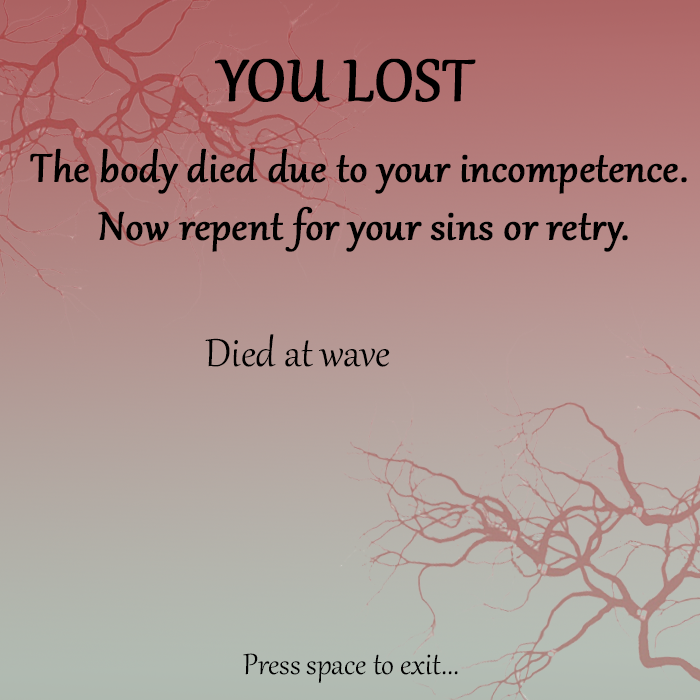 YOU LOST
The body died due to your incompetence.
Now repent for your sins or retry.
Died at wave
Press space to exit...